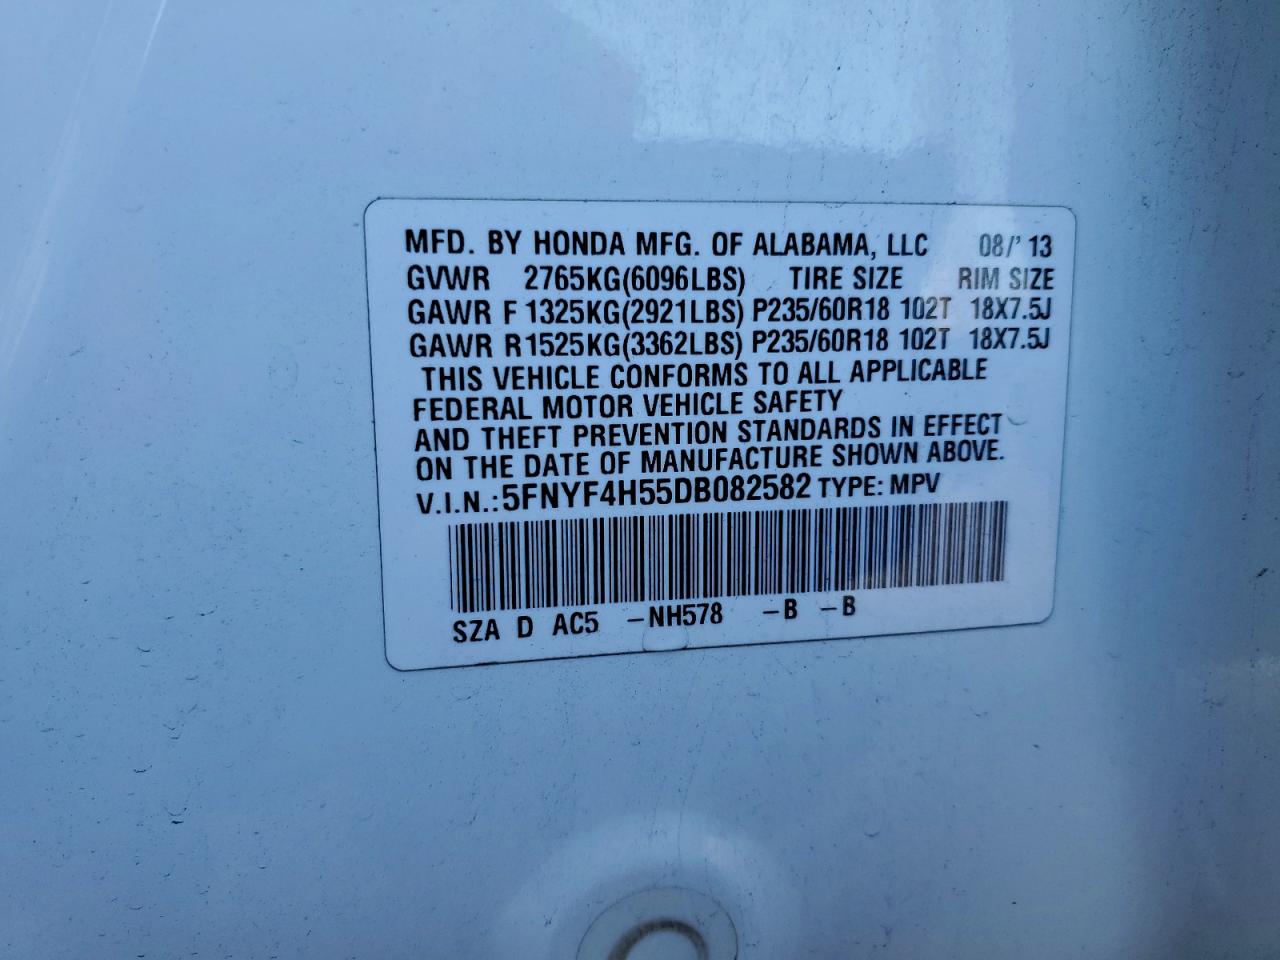 MFD. BY HONDA MFG. OF ALABAMA, LLC 08/'13
GVWR 2765KG(6096LBS) TIRE SIZE RIM SIZE
GAWR F 1325KG(2921LBS) P235/60R18 102T 18X7.5J
GAWR R1525KG(3362LBS) P235/60R18 102T 18X7.5J
THIS VEHICLE CONFORMS TO ALL APPLICABLE
FEDERAL MOTOR VEHICLE SAFETY
AND THEFT PREVENTION STANDARDS IN EFFECT
ON THE DATE OF MANUFACTURE SHOWN ABOVE.
V.I.N.:5FNYF4H55DB082582 TYPE: MPV
SZA D AC5 -NH578 -B -B